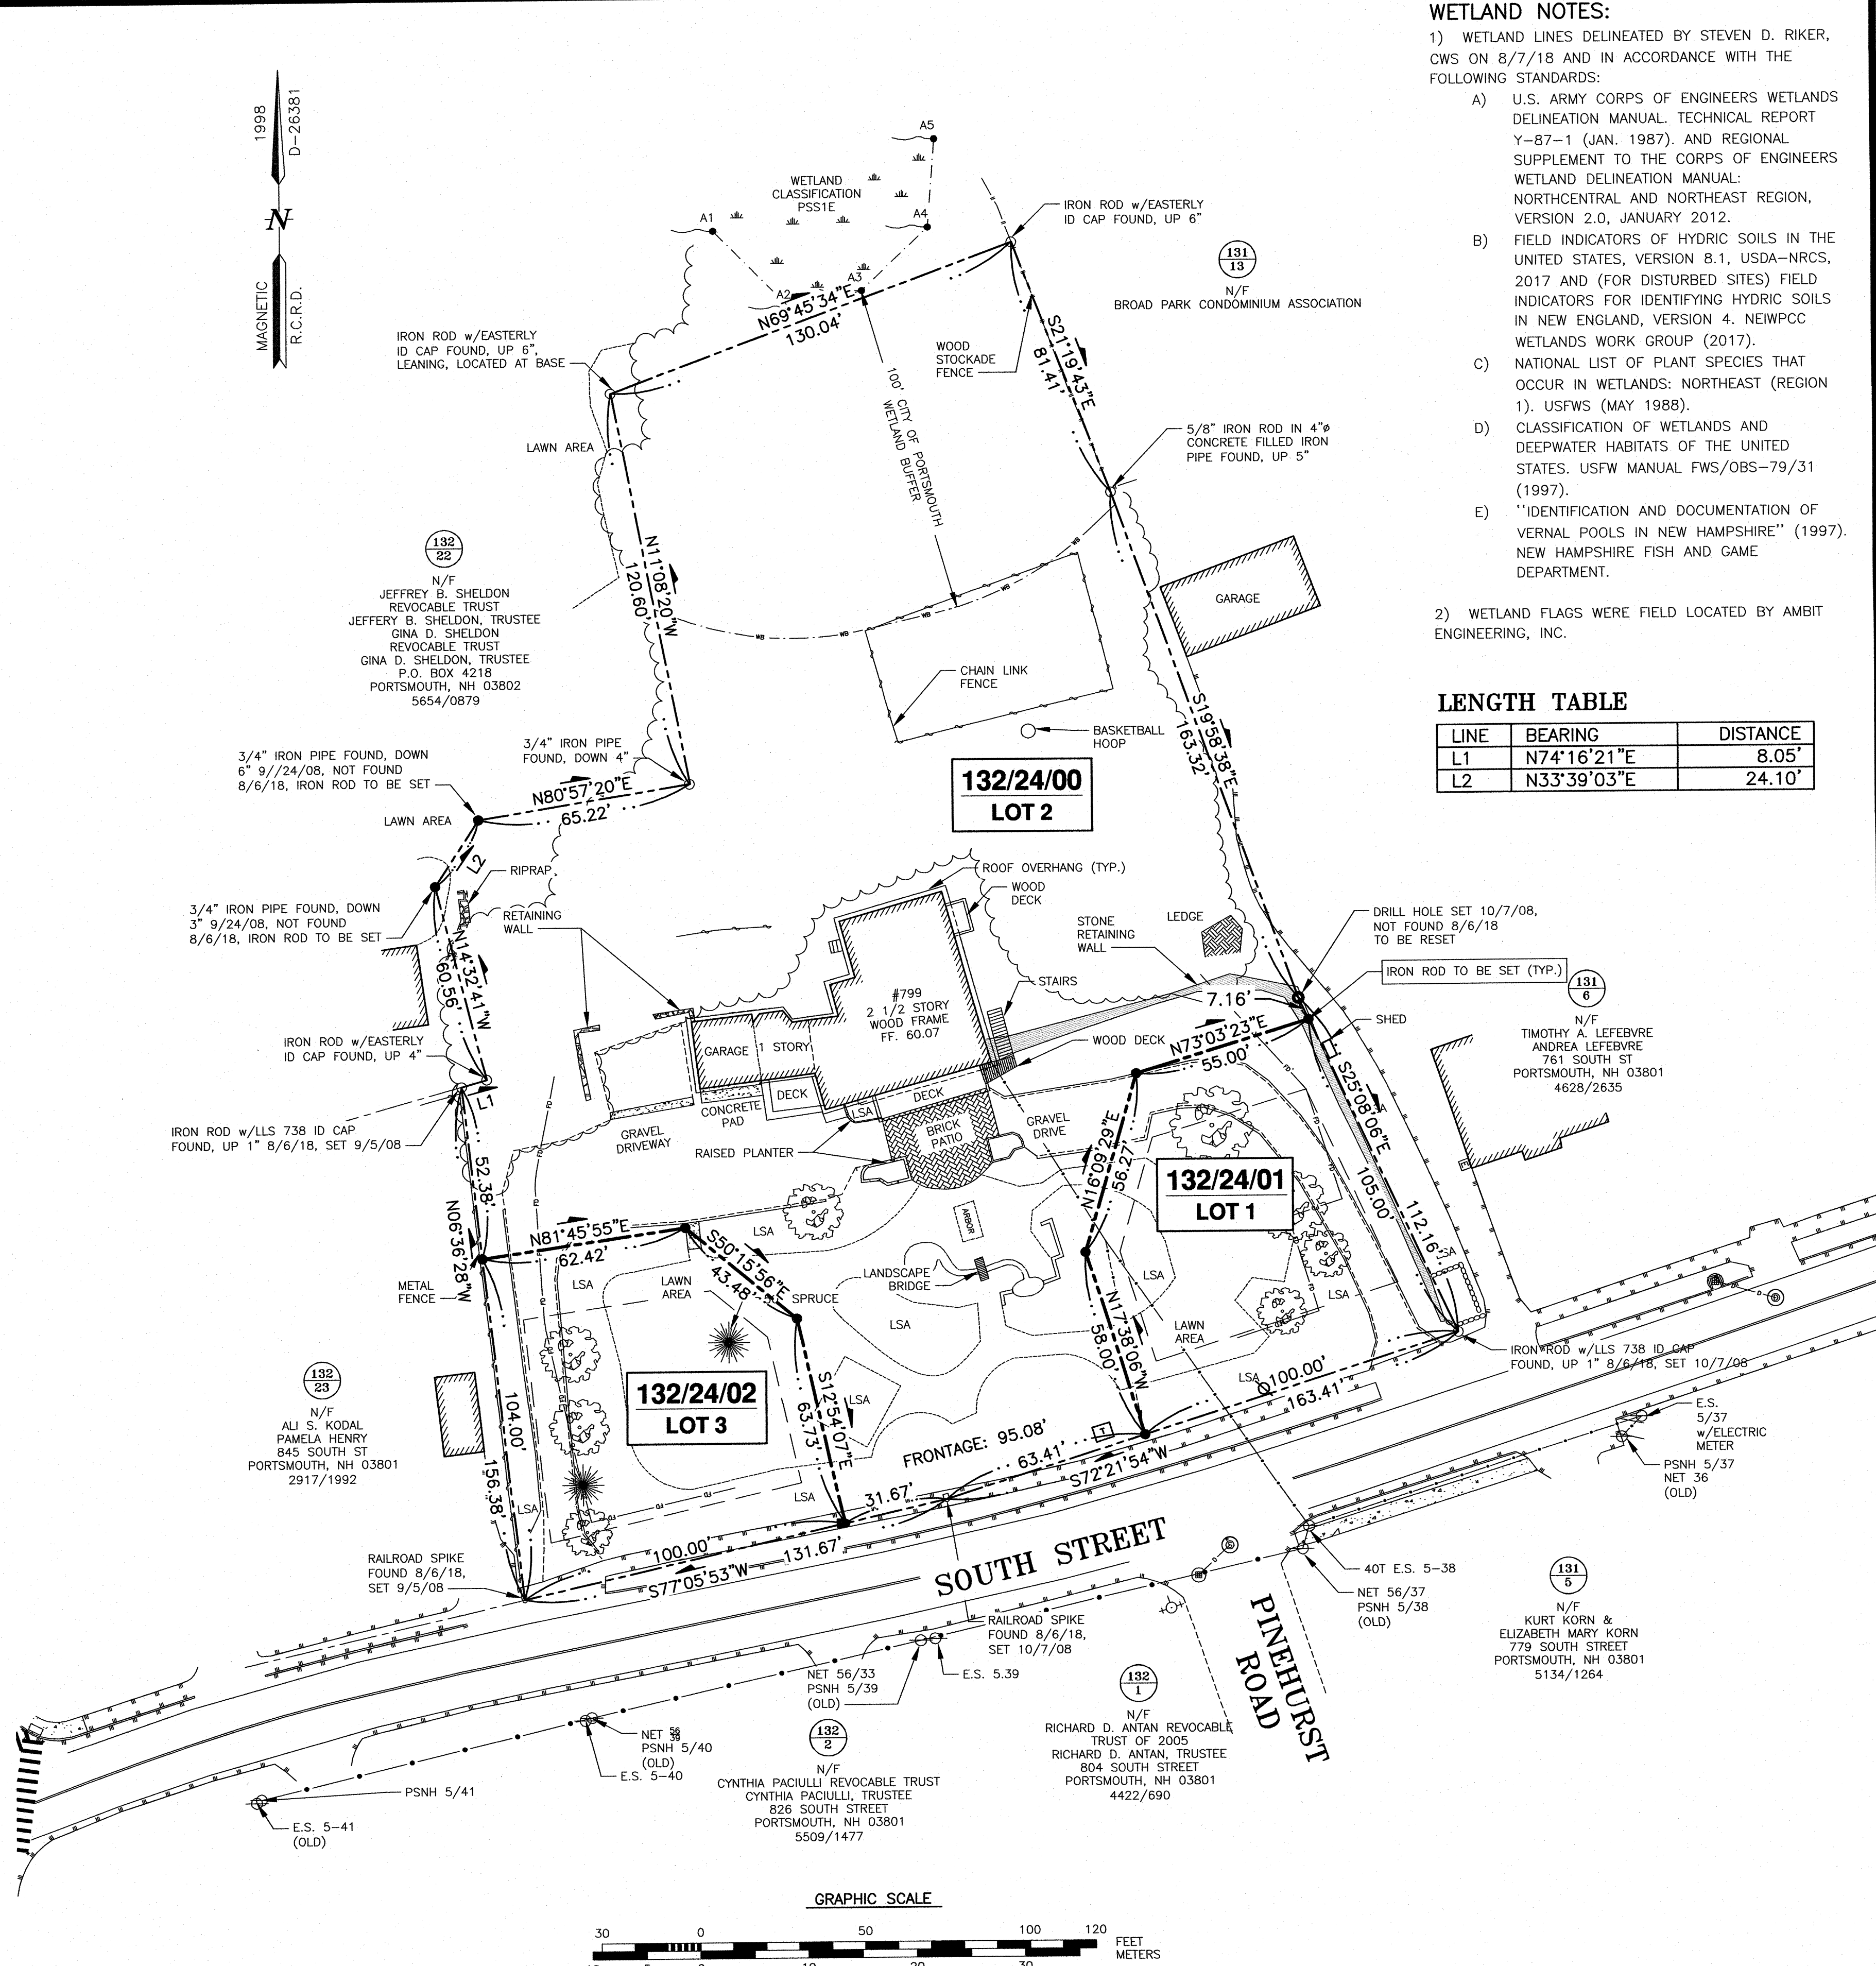 WETLAND NOTES:
1) WETLAND LINES DELINEATED BY STEVEN D. RIKER,
CWS ON 8/7/18 AND IN ACCORDANCE WITH THE
FOLLOWING STANDARDS:
A) U.S. ARMY CORPS OF ENGINEERS WETLANDS
DELINEATION MANUAL. TECHNICAL REPORT
Y-87-1 (JAN. 1987). AND REGIONAL
SUPPLEMENT TO THE CORPS OF ENGINEERS
WETLAND DELINEATION MANUAL:
NORTHCENTRAL AND NORTHEAST REGION,
VERSION 2.0, JANUARY 2012.
B) FIELD INDICATORS OF HYDRIC SOILS IN THE
UNITED STATES, VERSION 8.1, USDA-NRCS,
2017 AND (FOR DISTURBED SITES) FIELD
INDICATORS FOR IDENTIFYING HYDRIC SOILS
IN NEW ENGLAND, VERSION 4. NEIWPCC
WETLANDS WORK GROUP (2017).
C) NATIONAL LIST OF PLANT SPECIES THAT
OCCUR IN WETLANDS: NORTHEAST (REGION
1). USFWS (MAY 1988).
D) CLASSIFICATION OF WETLANDS AND
DEEPWATER HABITATS OF THE UNITED
STATES. USFW MANUAL FWS/OBS-79/31
(1997).
E) ''IDENTIFICATION AND DOCUMENTATION OF
VERNAL POOLS IN NEW HAMPSHIRE'' (1997).
NEW HAMPSHIRE FISH AND GAME
DEPARTMENT.
2) WETLAND FLAGS WERE FIELD LOCATED BY AMBIT
ENGINEERING, INC.
LENGTH TABLE
LINE BEARING DISTANCE
L1 N74°16'21"E 8.05'
L2 N33°39'03"E 24.10'
1998
D-26381
N
MAGNETIC
R.C.R.D.
A5
WETLAND
CLASSIFICATION
PSS1E
A1
A4
A2
A3
IRON ROD w/EASTERLY
ID CAP FOUND, UP 6"
131
13
N/F
BROAD PARK CONDOMINIUM ASSOCIATION
N69°45'34"E
130.04'
IRON ROD w/EASTERLY
ID CAP FOUND, UP 6",
LEANING, LOCATED AT BASE
WOOD
STOCKADE
FENCE
S21°19'43"E
81.41'
100' CITY OF PORTSMOUTH
WETLAND BUFFER
LAWN AREA
5/8" IRON ROD IN 4"ø
CONCRETE FILLED IRON
PIPE FOUND, UP 5"
132
22
N/F
JEFFREY B. SHELDON
REVOCABLE TRUST
JEFFERY B. SHELDON, TRUSTEE
GINA D. SHELDON
REVOCABLE TRUST
GINA D. SHELDON, TRUSTEE
P.O. BOX 4218
PORTSMOUTH, NH 03802
5654/0879
N11°08'20"W
120.60'
WB
WB
WB
WB
WB
GARAGE
CHAIN LINK
FENCE
BASKETBALL
HOOP
S19°58'38"E
163.32'
132/24/00
LOT 2
3/4" IRON PIPE FOUND, DOWN
6" 9//24/08, NOT FOUND
8/6/18, IRON ROD TO BE SET
3/4" IRON PIPE
FOUND, DOWN 4"
N80°57'20"E
65.22'
LAWN AREA
L2
RIPRAP
3/4" IRON PIPE FOUND, DOWN
3" 9/24/08, NOT FOUND
8/6/18, IRON ROD TO BE SET
RETAINING
WALL
N14°32'41"W
60.56'
ROOF OVERHANG (TYP.)
WOOD
DECK
STONE
RETAINING
WALL
LEDGE
DRILL HOLE SET 10/7/08,
NOT FOUND 8/6/18
TO BE RESET
IRON ROD TO BE SET (TYP.)
STAIRS
#799
2 1/2 STORY
WOOD FRAME
FF. 60.07
7.16'
SHED
131
6
N/F
TIMOTHY A. LEFEBVRE
ANDREA LEFEBVRE
761 SOUTH ST
PORTSMOUTH, NH 03801
4628/2635
IRON ROD w/EASTERLY
ID CAP FOUND, UP 4"
GARAGE
1 STORY
WOOD DECK
N73°03'23"E
55.00'
L1
DECK
DECK
LSA
CONCRETE
PAD
GRAVEL
DRIVEWAY
RAISED PLANTER
BRICK
PATIO
GRAVEL
DRIVE
IRON ROD w/LLS 738 ID CAP
FOUND, UP 1" 8/6/18, SET 9/5/08
S25°08'06"E
105.00'
112.16'
N16°09'29"E
56.27'
132/24/01
LOT 1
52.38'
N06°36'28"W
N81°45'55"E
62.42'
S50°15'56"E
43.48'
LSA
ARBOR
METAL
FENCE
LSA
LAWN
AREA
SPRUCE
LANDSCAPE
BRIDGE
LSA
LSA
N17°38'06"W
58.00'
LAWN
AREA
LSA
LSA
IRON ROD w/LLS 738 ID CAP
FOUND, UP 1" 8/6/18, SET 10/7/08
132
23
N/F
ALI S. KODAL
PAMELA HENRY
845 SOUTH ST
PORTSMOUTH, NH 03801
2917/1992
104.00'
156.38'
132/24/02
LOT 3
S12°54'07"E
63.73'
LSA
LSA
100.00'
163.41'
FRONTAGE: 95.08'
T
63.41'
S72°21'54"W
31.67'
LSA
LSA
100.00'
131.67'
S77°05'53"W
SOUTH STREET
E.S.
5/37
w/ELECTRIC
METER
PSNH 5/37
NET 36
(OLD)
RAILROAD SPIKE
FOUND 8/6/18,
SET 9/5/08
40T E.S. 5-38
NET 56/37
PSNH 5/38
(OLD)
131
5
N/F
KURT KORN &
ELIZABETH MARY KORN
779 SOUTH STREET
PORTSMOUTH, NH 03801
5134/1264
PINEHURST
ROAD
RAILROAD SPIKE
FOUND 8/6/18,
SET 10/7/08
NET 56/33
PSNH 5/39
(OLD)
E.S. 5.39
132
1
N/F
RICHARD D. ANTAN REVOCABLE
TRUST OF 2005
RICHARD D. ANTAN, TRUSTEE
804 SOUTH STREET
PORTSMOUTH, NH 03801
4422/690
NET 56/39
PSNH 5/40
(OLD)
E.S. 5-40
132
2
N/F
CYNTHIA PACIULLI REVOCABLE TRUST
CYNTHIA PACIULLI, TRUSTEE
826 SOUTH STREET
PORTSMOUTH, NH 03801
5509/1477
PSNH 5/41
E.S. 5-41
(OLD)
GRAPHIC SCALE
30 0 50 100 120
FEET
METERS